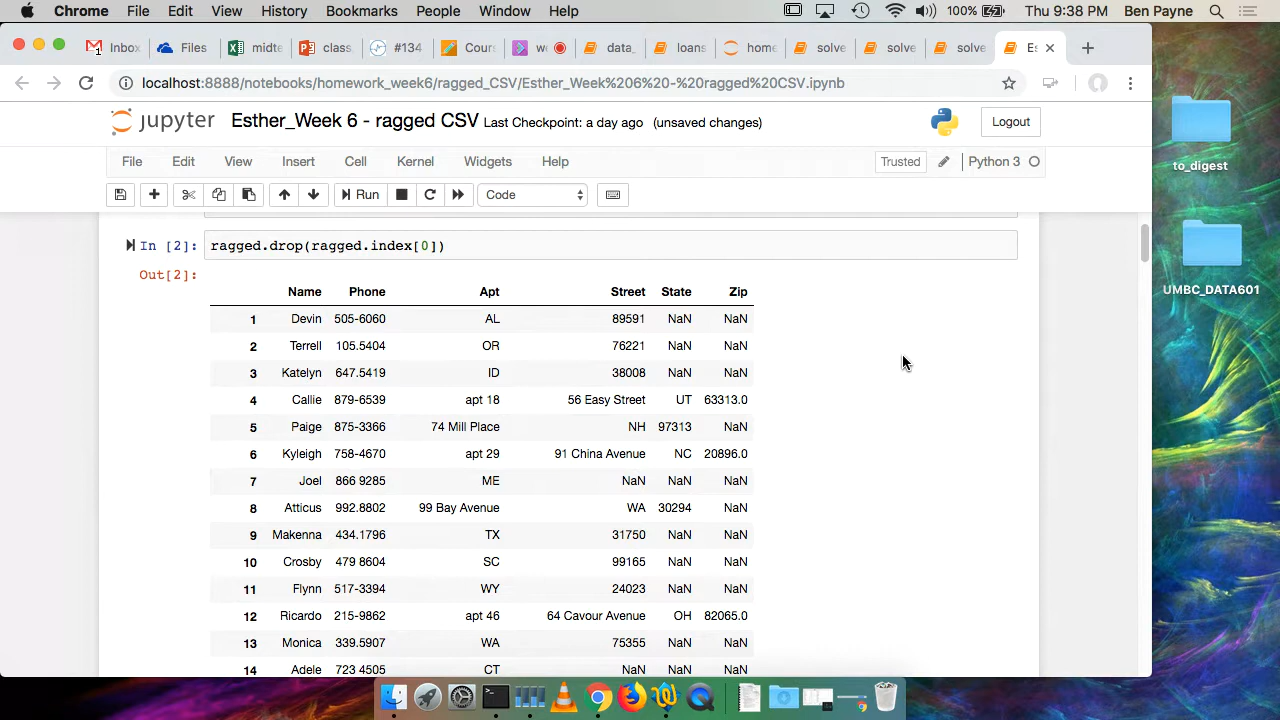 Chrome File Edit View History Bookmarks People Window Help 100% Thu 9:38 PM Ben Payne
Inbo Files midte class #134 Cour w data_ loans home solve solve solve Es
localhost:8888/notebooks/homework_week6/ragged_CSV/Esther_Week%206%20-%20ragged%20CSV.ipynb
jupyter Esther_Week 6 - ragged CSV Last Checkpoint: a day ago (unsaved changes) Logout
File Edit View Insert Cell Kernel Widgets Help Trusted Python 3
Run Code
to_digest
UMBC_DATA601
In [2]: ragged.drop(ragged.index[0])
Out[2]:
Name Phone Apt Street State Zip
1 Devin 505-6060 AL 89591 NaN NaN
2 Terrell 105.5404 OR 76221 NaN NaN
3 Katelyn 647.5419 ID 38008 NaN NaN
4 Callie 879-6539 apt 18 56 Easy Street UT 63313.0
5 Paige 875-3366 74 Mill Place NH 97313 NaN
6 Kyleigh 758-4670 apt 29 91 China Avenue NC 20896.0
7 Joel 866 9285 ME NaN NaN NaN
8 Atticus 992.8802 99 Bay Avenue WA 30294 NaN
9 Makenna 434.1796 TX 31750 NaN NaN
10 Crosby 479 8604 SC 99165 NaN NaN
11 Flynn 517-3394 WY 24023 NaN NaN
12 Ricardo 215-9862 apt 46 64 Cavour Avenue OH 82065.0
13 Monica 339.5907 WA 75355 NaN NaN
14 Adele 723 4505 CT NaN NaN NaN